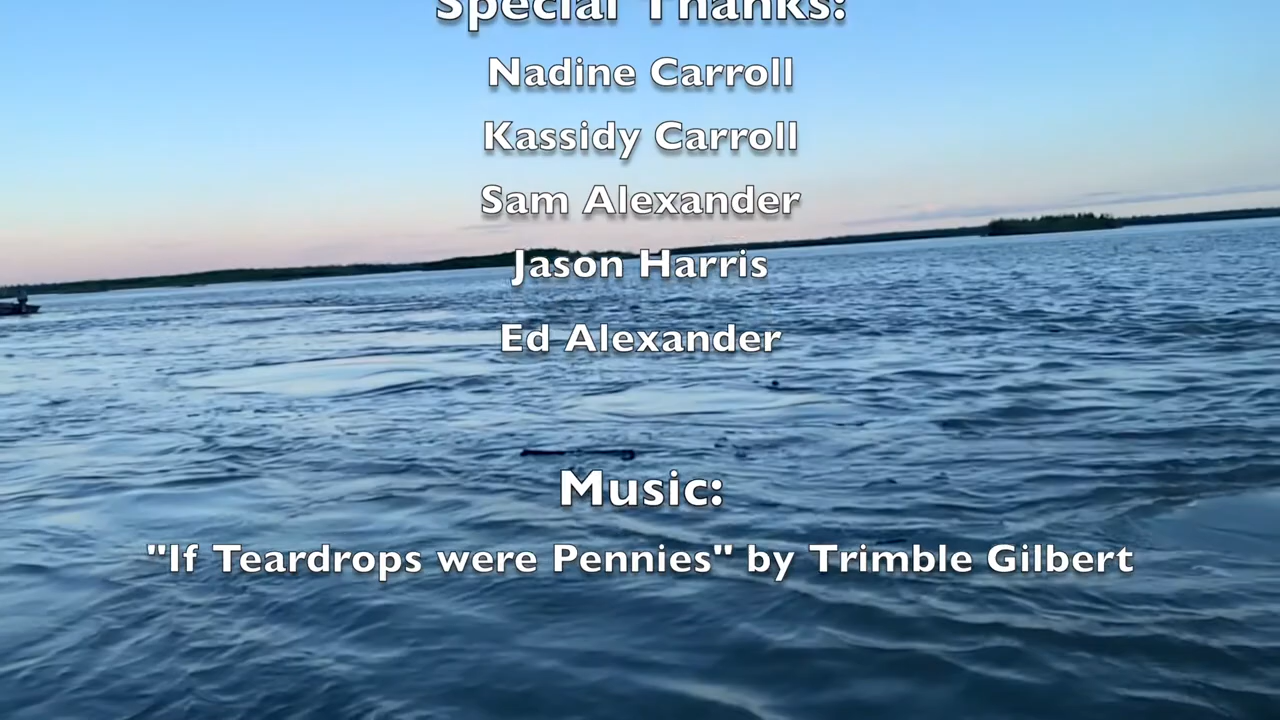 Special Thanks:
Nadine Carroll
Kassidy Carroll
Sam Alexander
Jason Harris
Ed Alexander
Music:
"If Teardrops were Pennies" by Trimble Gilbert